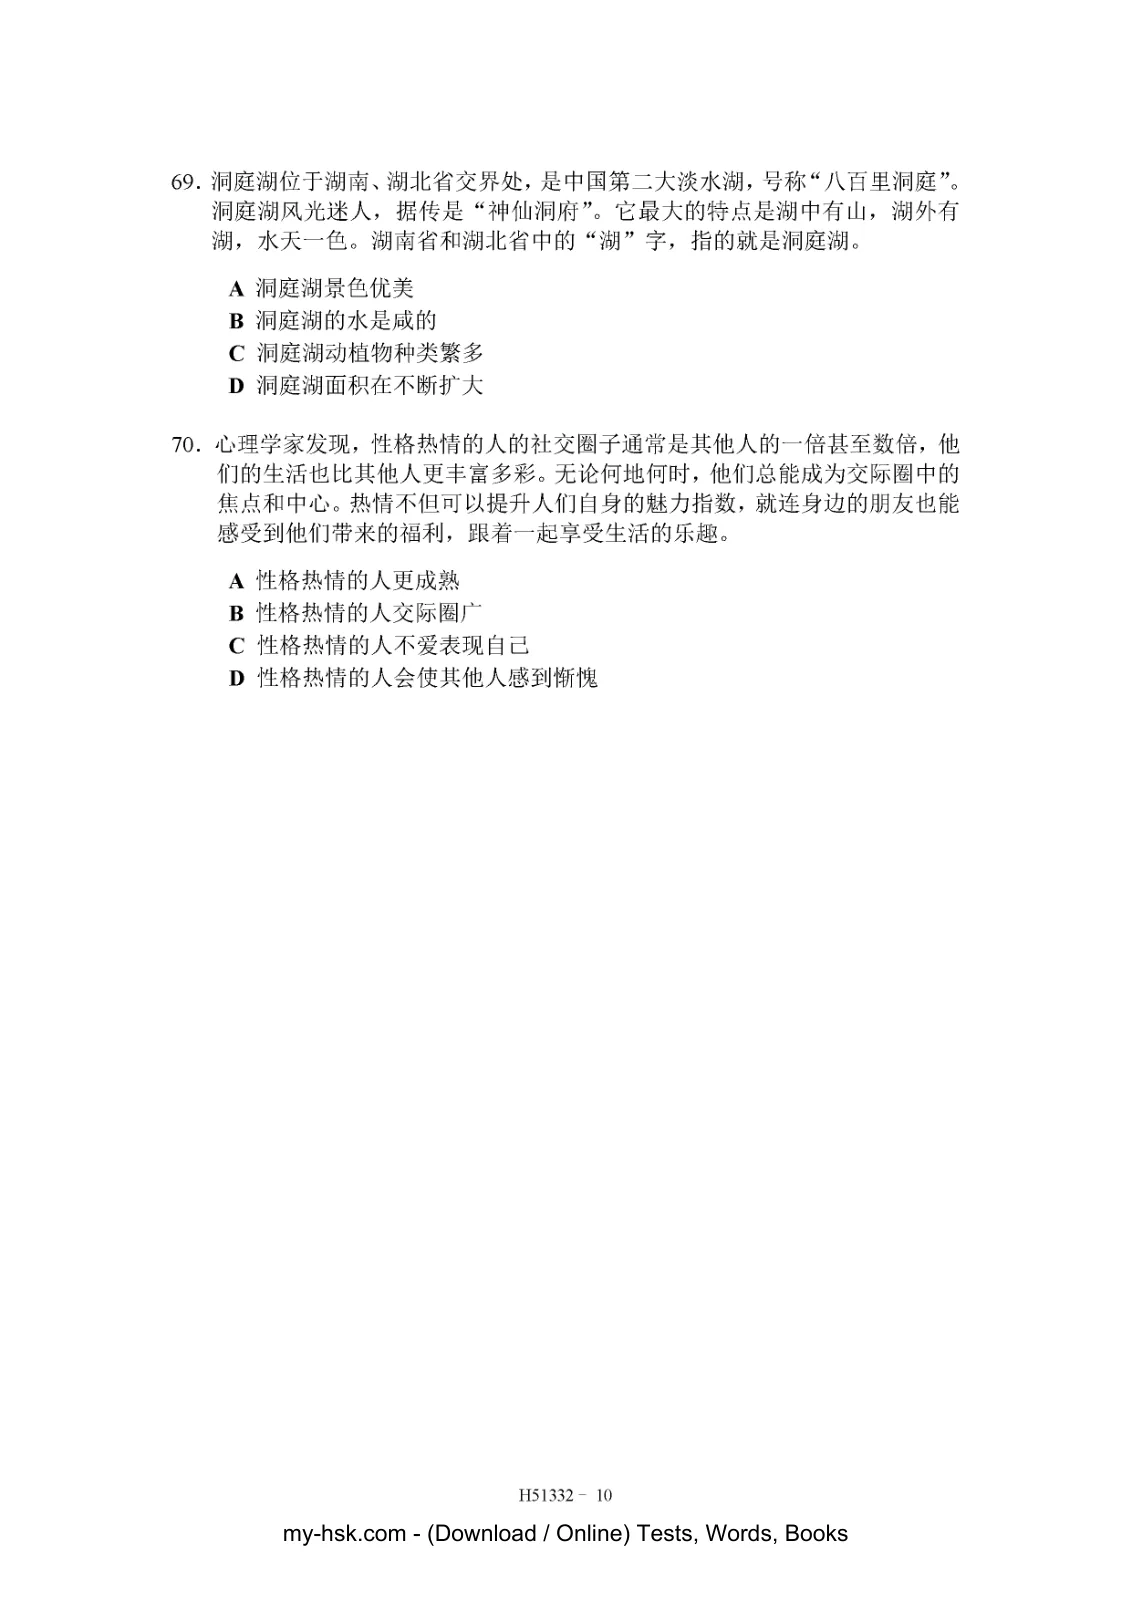 69. 洞庭湖位于湖南、湖北省交界处，是中国第二大淡水湖，号称“八百里洞庭”。
洞庭湖风光迷人，据传是“神仙洞府”。它最大的特点是湖中有山，湖外有
湖，水天一色。湖南省和湖北省中的“湖”字，指的就是洞庭湖。
A 洞庭湖景色优美
B 洞庭湖的水是咸的
C 洞庭湖动植物种类繁多
D 洞庭湖面积在不断扩大
70. 心理学家发现，性格热情的人的社交圈子通常是其他人的一倍甚至数倍，他
们的生活也比其他人更丰富多彩。无论何地何时，他们总能成为交际圈中的
焦点和中心。热情不但可以提升人们自身的魅力指数，就连身边的朋友也能
感受到他们带来的福利，跟着一起享受生活的乐趣。
A 性格热情的人更成熟
B 性格热情的人交际圈广
C 性格热情的人不爱表现自己
D 性格热情的人会使其他人感到惭愧
H51332－ 10
my-hsk.com - (Download / Online) Tests, Words, Books